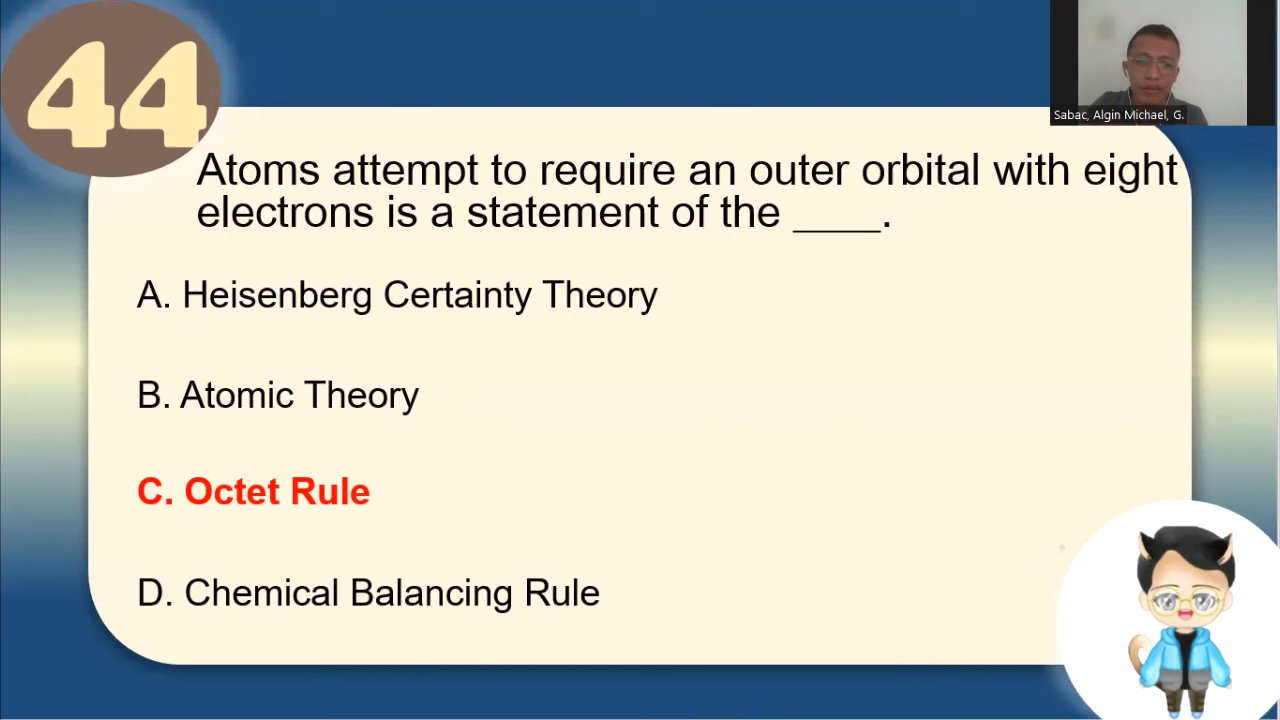 44
Sabac, Algin Michael, G.
Atoms attempt to require an outer orbital with eight
electrons is a statement of the ____.
A. Heisenberg Certainty Theory
B. Atomic Theory
C. Octet Rule
D. Chemical Balancing Rule